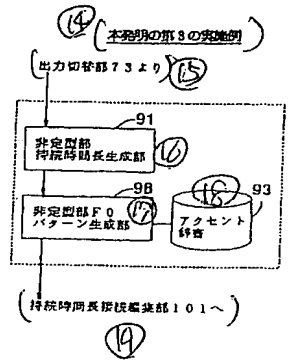 ⑭
(本発明の第8の実施例)
(出力切替部73より)
⑮
91
非定型部
持続時間長生成部
⑯
98
非定型部F0
パターン生成部
⑰
⑱
93
アクセント
辞書
(持続時間長接続編集部101へ)
⑲